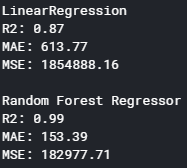 LinearRegression
R2: 0.87
MAE: 613.77
MSE: 1854888.16
Random Forest Regressor
R2: 0.99
MAE: 153.39
MSE: 182977.71